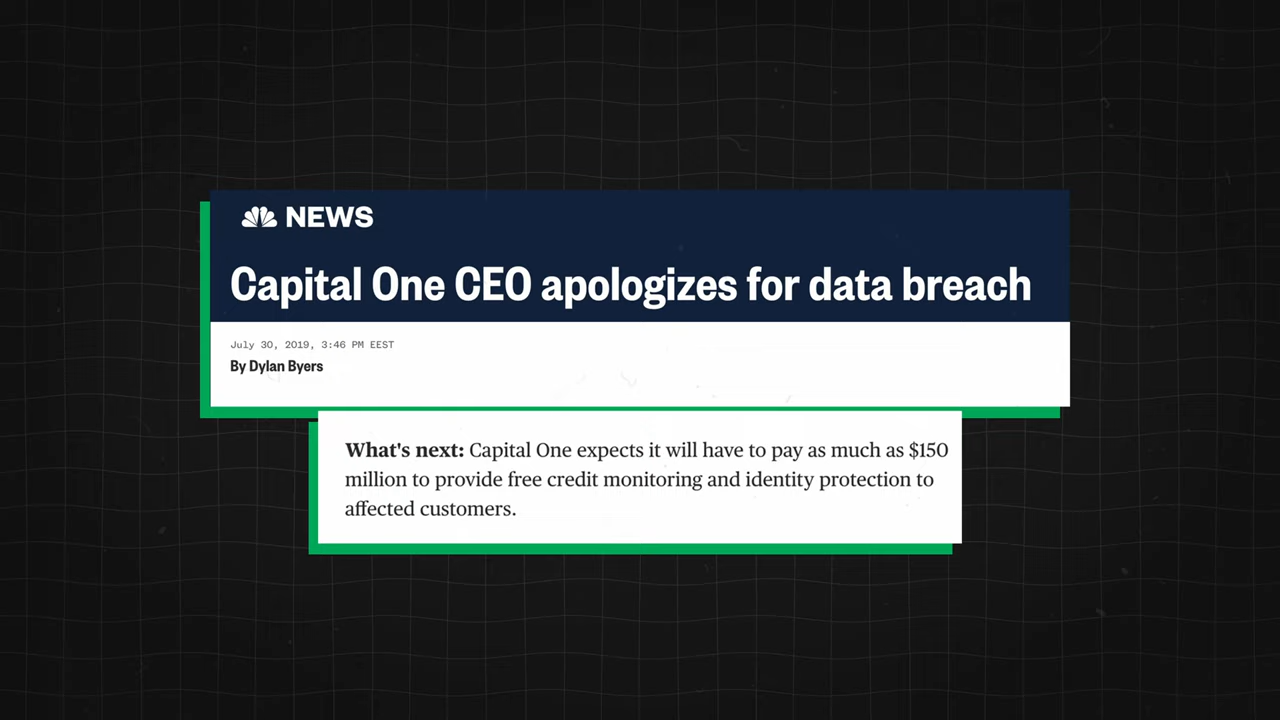 NEWS
Capital One CEO apologizes for data breach
July 30, 2019, 3:46 PM EEST
By Dylan Byers
What's next: Capital One expects it will have to pay as much as $150
million to provide free credit monitoring and identity protection to
affected customers.